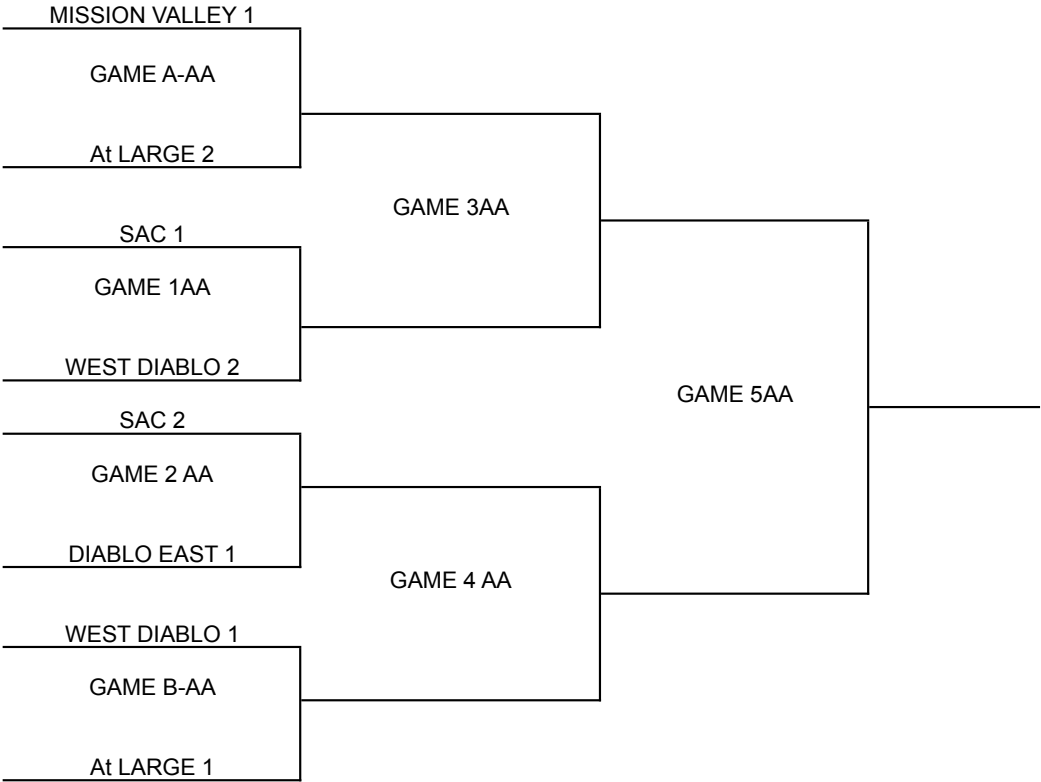 MISSION VALLEY 1
GAME A-AA
At LARGE 2
GAME 3AA
SAC 1
GAME 1AA
WEST DIABLO 2
GAME 5AA
SAC 2
GAME 2 AA
DIABLO EAST 1
GAME 4 AA
WEST DIABLO 1
GAME B-AA
At LARGE 1